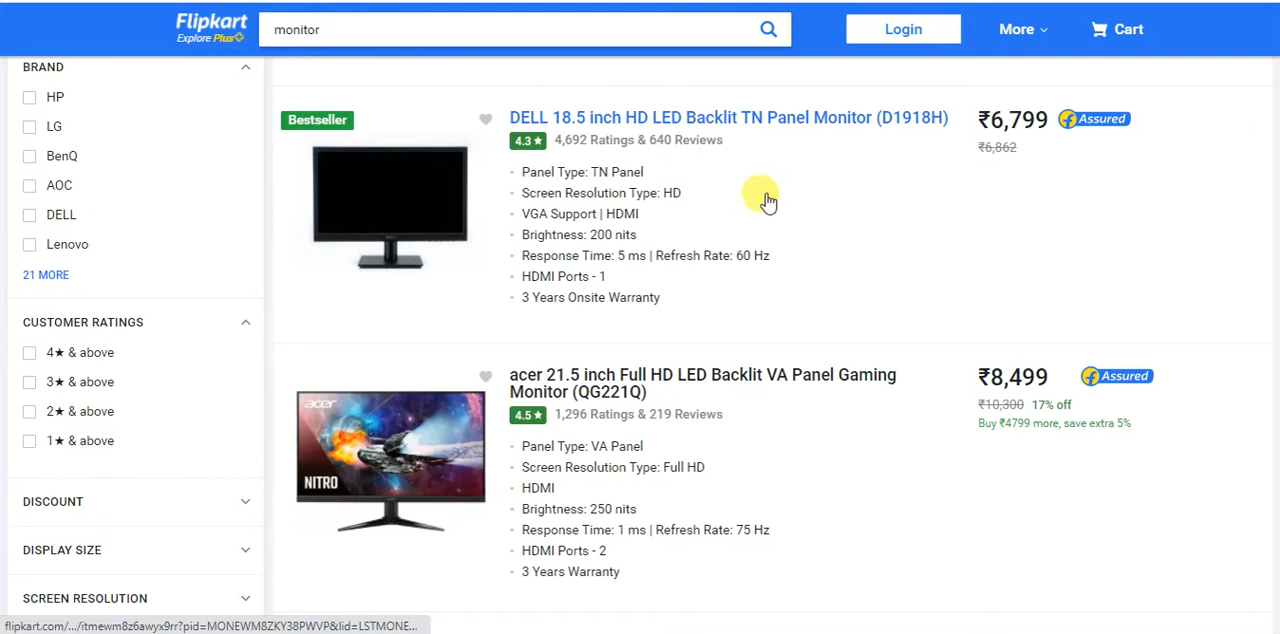 Flipkart
Explore Plus
monitor
Login
More
Cart
BRAND
HP
LG
BenQ
AOC
DELL
Lenovo
21 MORE
CUSTOMER RATINGS
4★ & above
3★ & above
2★ & above
1★ & above
DISCOUNT
DISPLAY SIZE
SCREEN RESOLUTION
Bestseller
DELL 18.5 inch HD LED Backlit TN Panel Monitor (D1918H)
4.3 ★ 4,692 Ratings & 640 Reviews
Panel Type: TN Panel
Screen Resolution Type: HD
VGA Support | HDMI
Brightness: 200 nits
Response Time: 5 ms | Refresh Rate: 60 Hz
HDMI Ports - 1
3 Years Onsite Warranty
₹6,799 Assured
₹6,862
acer
NITRO
acer 21.5 inch Full HD LED Backlit VA Panel Gaming
Monitor (QG221Q)
4.5 ★ 1,296 Ratings & 219 Reviews
Panel Type: VA Panel
Screen Resolution Type: Full HD
HDMI
Brightness: 250 nits
Response Time: 1 ms | Refresh Rate: 75 Hz
HDMI Ports - 2
3 Years Warranty
₹8,499 Assured
₹10,300 17% off
Buy ₹4799 more, save extra 5%
flipkart.com/.../itmewm8z6awyx9rr?pid=MONEWM8ZKY38PWVP&lid=LSTMONE...